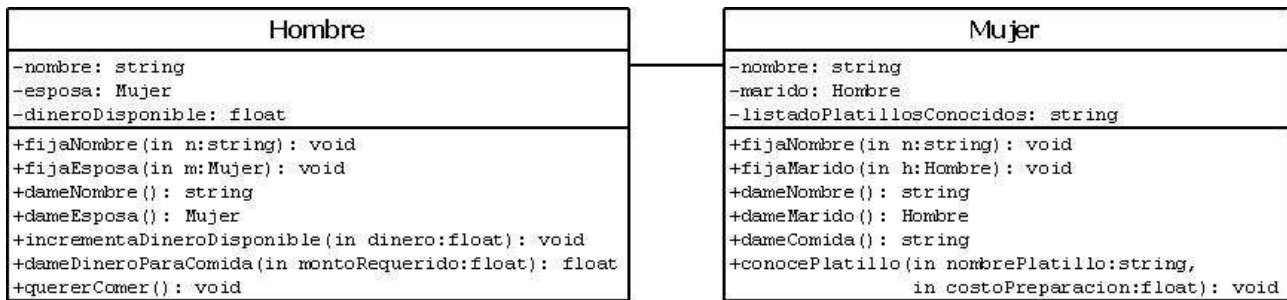 Hombre
-nombre: string
-esposa: Mujer
-dineroDisponible: float
+fijaNombre(in n:string): void
+fijaEsposa(in m:Mujer): void
+dameNombre(): string
+dameEsposa(): Mujer
+incrementaDineroDisponible(in dinero:float): void
+dameDineroParaComida(in montoRequerido:float): float
+quererComer(): void
Mujer
-nombre: string
-marido: Hombre
-listadoPlatillosConocidos: string
+fijaNombre(in n:string): void
+fijaMarido(in h:Hombre): void
+dameNombre(): string
+dameMarido(): Hombre
+dameComida(): string
+conocePlatillo(in nombrePlatillo:string,
in costoPreparacion:float): void